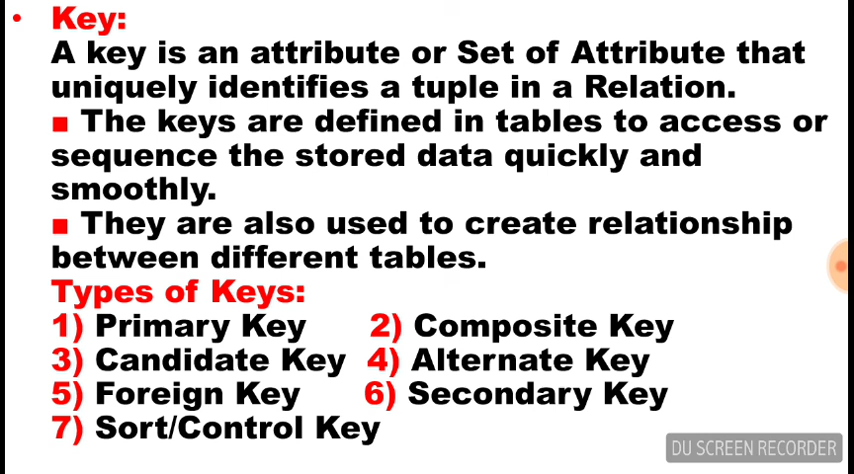 • Key:
A key is an attribute or Set of Attribute that
uniquely identifies a tuple in a Relation.
■ The keys are defined in tables to access or
sequence the stored data quickly and
smoothly.
■ They are also used to create relationship
between different tables.
Types of Keys:
1) Primary Key 2) Composite Key
3) Candidate Key 4) Alternate Key
5) Foreign Key 6) Secondary Key
7) Sort/Control Key
DU SCREEN RECORDER